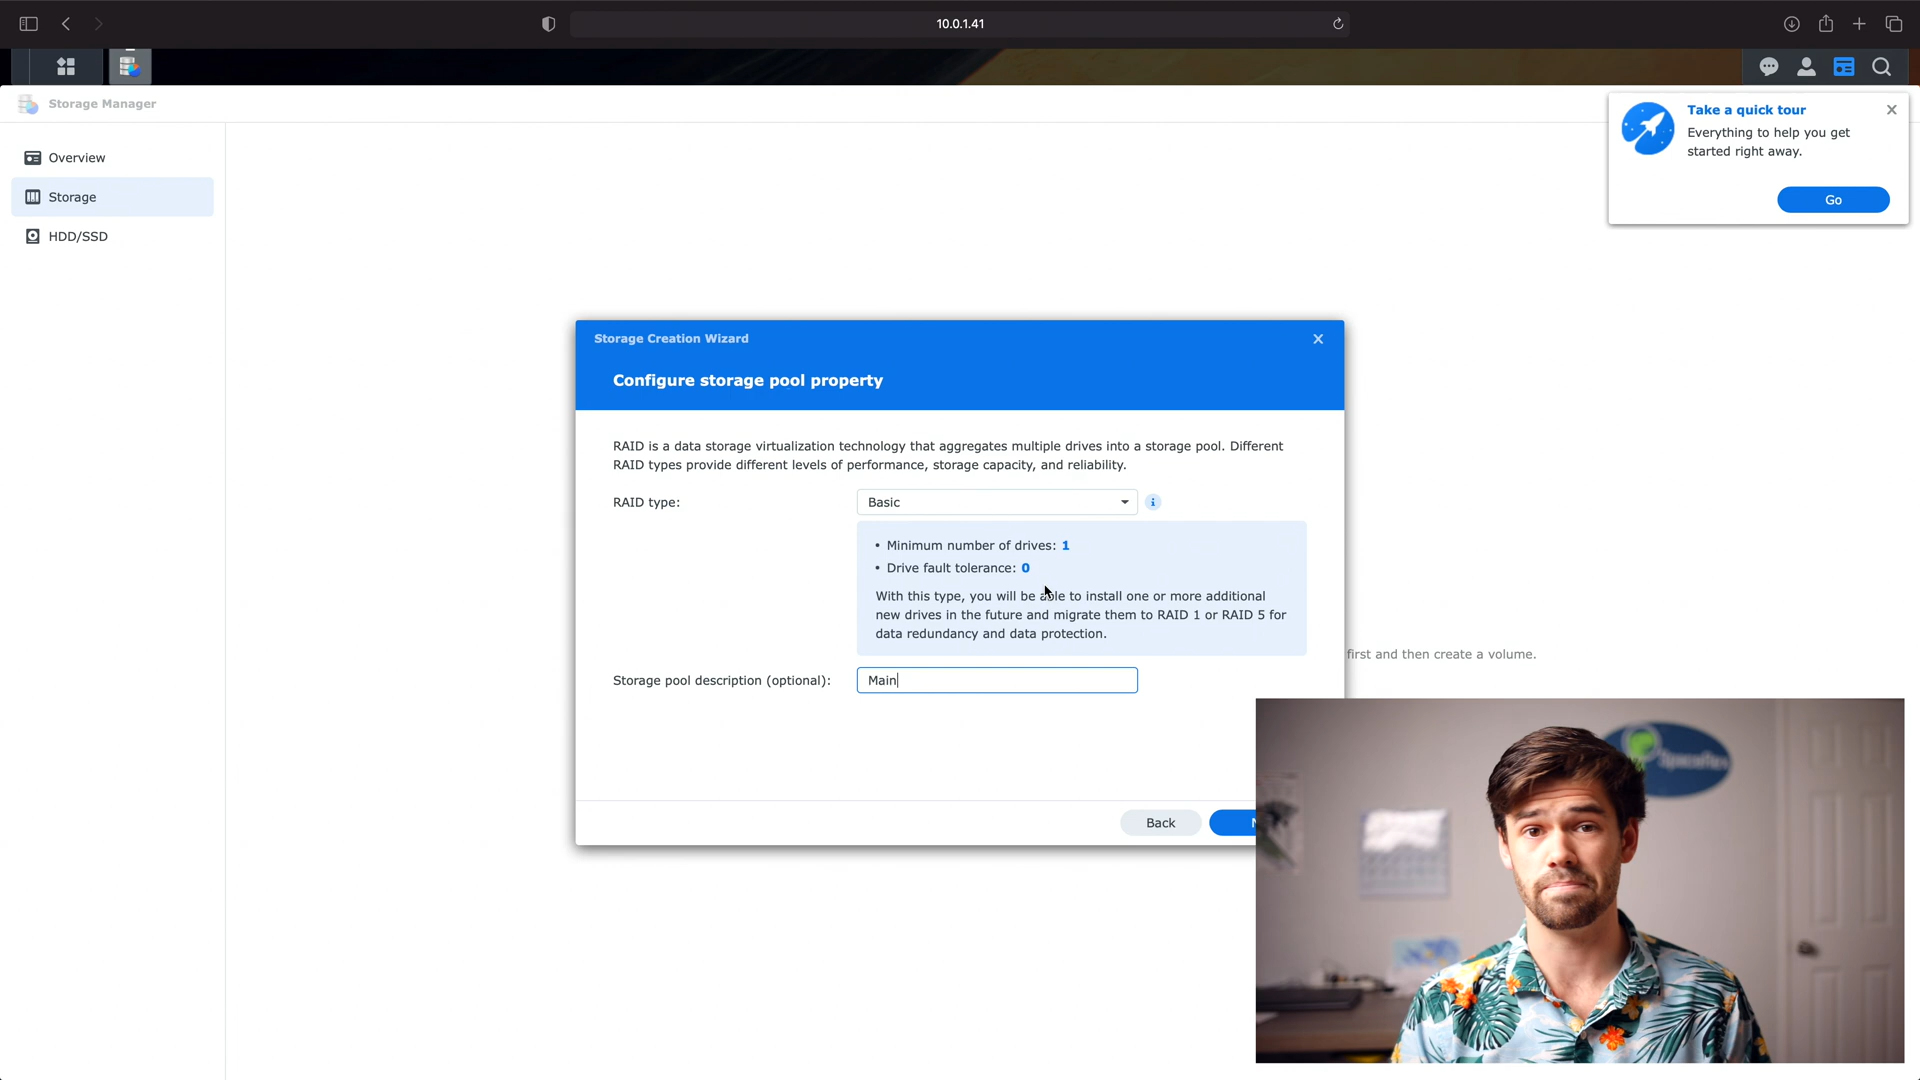 10.0.1.41
Storage Manager
Take a quick tour
Everything to help you get
started right away.
Go
Overview
Storage
HDD/SSD
Storage Creation Wizard
Configure storage pool property
RAID is a data storage virtualization technology that aggregates multiple drives into a storage pool. Different
RAID types provide different levels of performance, storage capacity, and reliability.
RAID type:
Basic
• Minimum number of drives: 1
• Drive fault tolerance: 0
With this type, you will be able to install one or more additional
new drives in the future and migrate them to RAID 1 or RAID 5 for
data redundancy and data protection.
first and then create a volume.
Storage pool description (optional):
Main
Back
SpaceRex